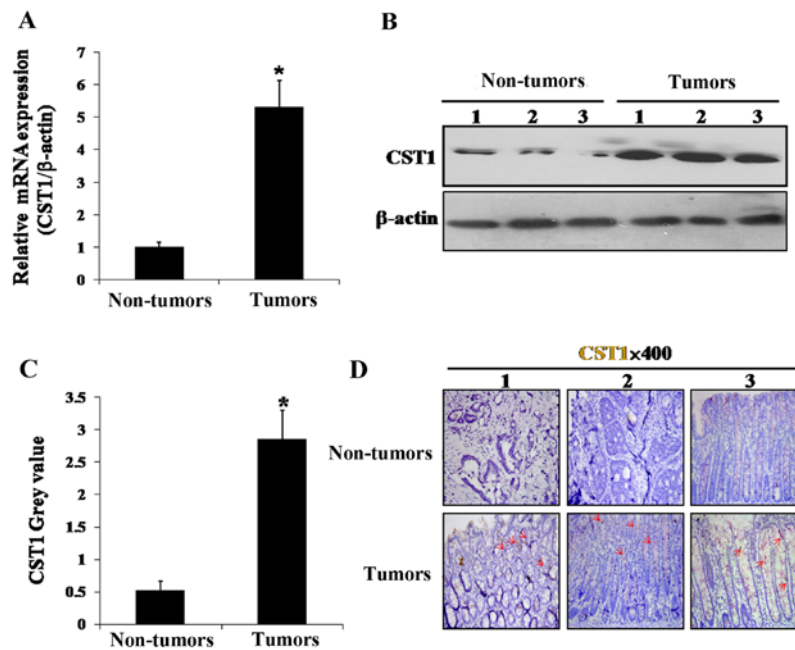 A
Relative mRNA expression
(CST1/β-actin)
7
6
5
4
3
2
1
0
*
Non-tumors
Tumors
B
Non-tumors
Tumors
1
2
3
1
2
3
CST1
β-actin
C
CST1 Grey value
3.5
3
2.5
2
1.5
1
0.5
0
*
Non-tumors
Tumors
D
CST1×400
1
2
3
Non-tumors
Tumors